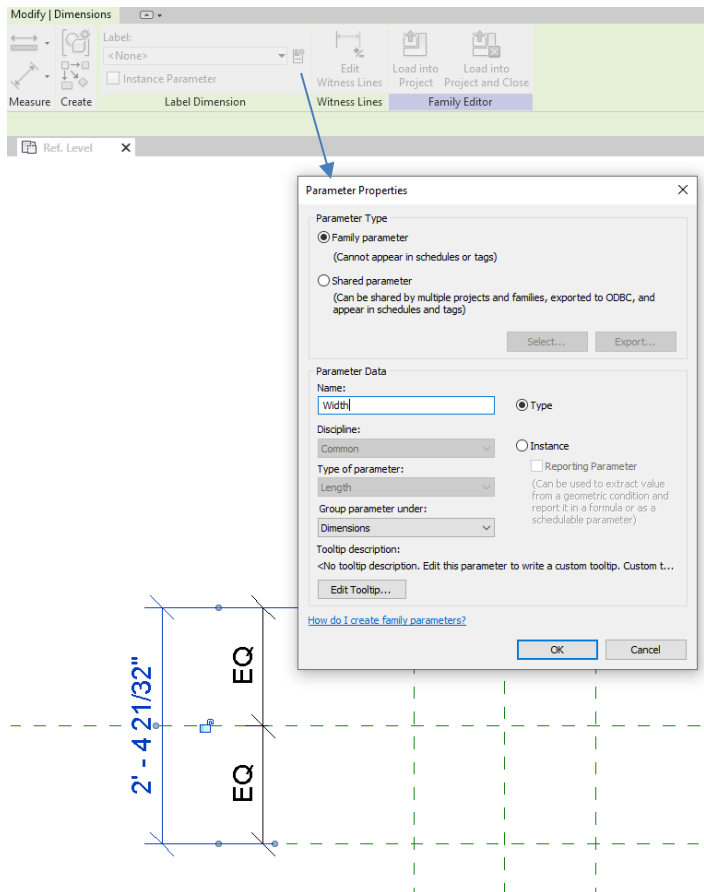 Modify | Dimensions
Label:
<None>
Instance Parameter
Edit
Witness Lines
Load into
Project
Load into
Project and Close
Measure Create Label Dimension Witness Lines Family Editor
Ref. Level X
Parameter Properties
Parameter Type
Family parameter
(Cannot appear in schedules or tags)
Shared parameter
(Can be shared by multiple projects and families, exported to ODBC, and
appear in schedules and tags)
Select... Export...
Parameter Data
Name:
Width
Type
Discipline:
Common
Instance
Type of parameter:
Reporting Parameter
Length
(Can be used to extract value
from a geometric condition and
report it in a formula or as a
schedulable parameter)
Group parameter under:
Dimensions
Tooltip description:
<No tooltip description. Edit this parameter to write a custom tooltip. Custom t...
Edit Tooltip...
How do I create family parameters?
OK Cancel
2' - 4 21/32"
EQ
EQ